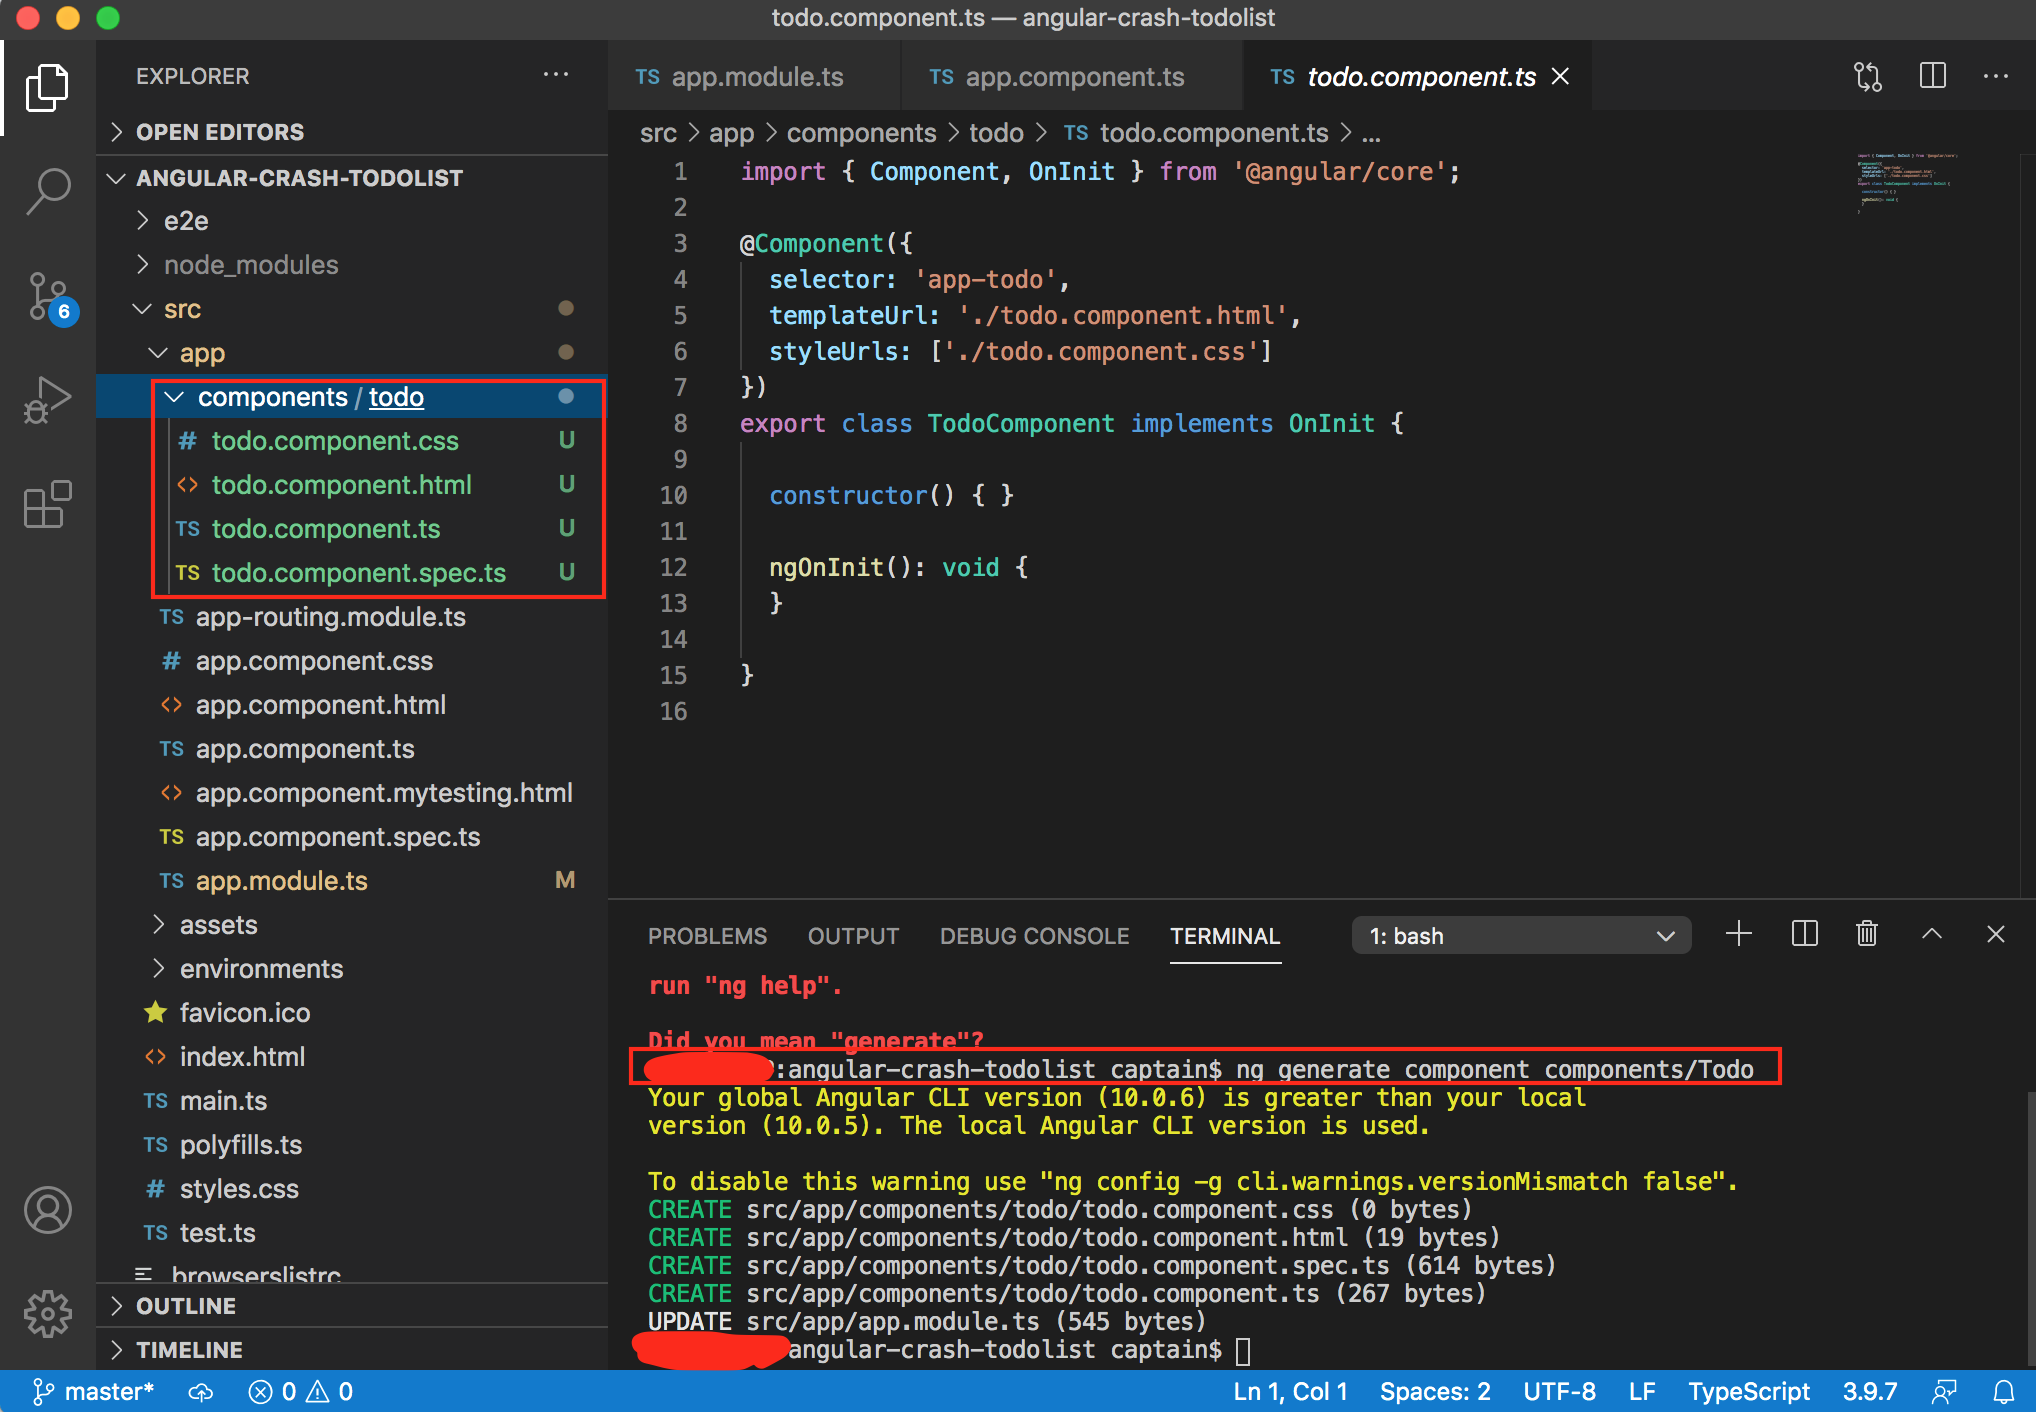 todo.component.ts — angular-crash-todolist
EXPLORER
OPEN EDITORS
ANGULAR-CRASH-TODOLIST
e2e
node_modules
src
app
components / todo
# todo.component.css U
<> todo.component.html U
TS todo.component.ts U
TS todo.component.spec.ts U
TS app-routing.module.ts
# app.component.css
<> app.component.html
TS app.component.ts
<> app.component.mytesting.html
TS app.component.spec.ts
TS app.module.ts M
assets
environments
favicon.ico
<> index.html
TS main.ts
TS polyfills.ts
# styles.css
TS test.ts
browserslistrc
OUTLINE
TIMELINE
6
TS app.module.ts
TS app.component.ts
TS todo.component.ts
src > app > components > todo > TS todo.component.ts > ...
1 import { Component, OnInit } from '@angular/core';
2
3 @Component({
4 selector: 'app-todo',
5 templateUrl: './todo.component.html',
6 styleUrls: ['./todo.component.css']
7 })
8 export class TodoComponent implements OnInit {
9
10 constructor() { }
11
12 ngOnInit(): void {
13 }
14
15 }
16
PROBLEMS OUTPUT DEBUG CONSOLE TERMINAL 1: bash
run "ng help".
Did you mean "generate"?
:angular-crash-todolist captain$ ng generate component components/Todo
Your global Angular CLI version (10.0.6) is greater than your local
version (10.0.5). The local Angular CLI version is used.
To disable this warning use "ng config -g cli.warnings.versionMismatch false".
CREATE src/app/components/todo/todo.component.css (0 bytes)
CREATE src/app/components/todo/todo.component.html (19 bytes)
CREATE src/app/components/todo/todo.component.spec.ts (614 bytes)
CREATE src/app/components/todo/todo.component.ts (267 bytes)
UPDATE src/app/app.module.ts (545 bytes)
angular-crash-todolist captain$
master* 0 0 Ln 1, Col 1 Spaces: 2 UTF-8 LF TypeScript 3.9.7